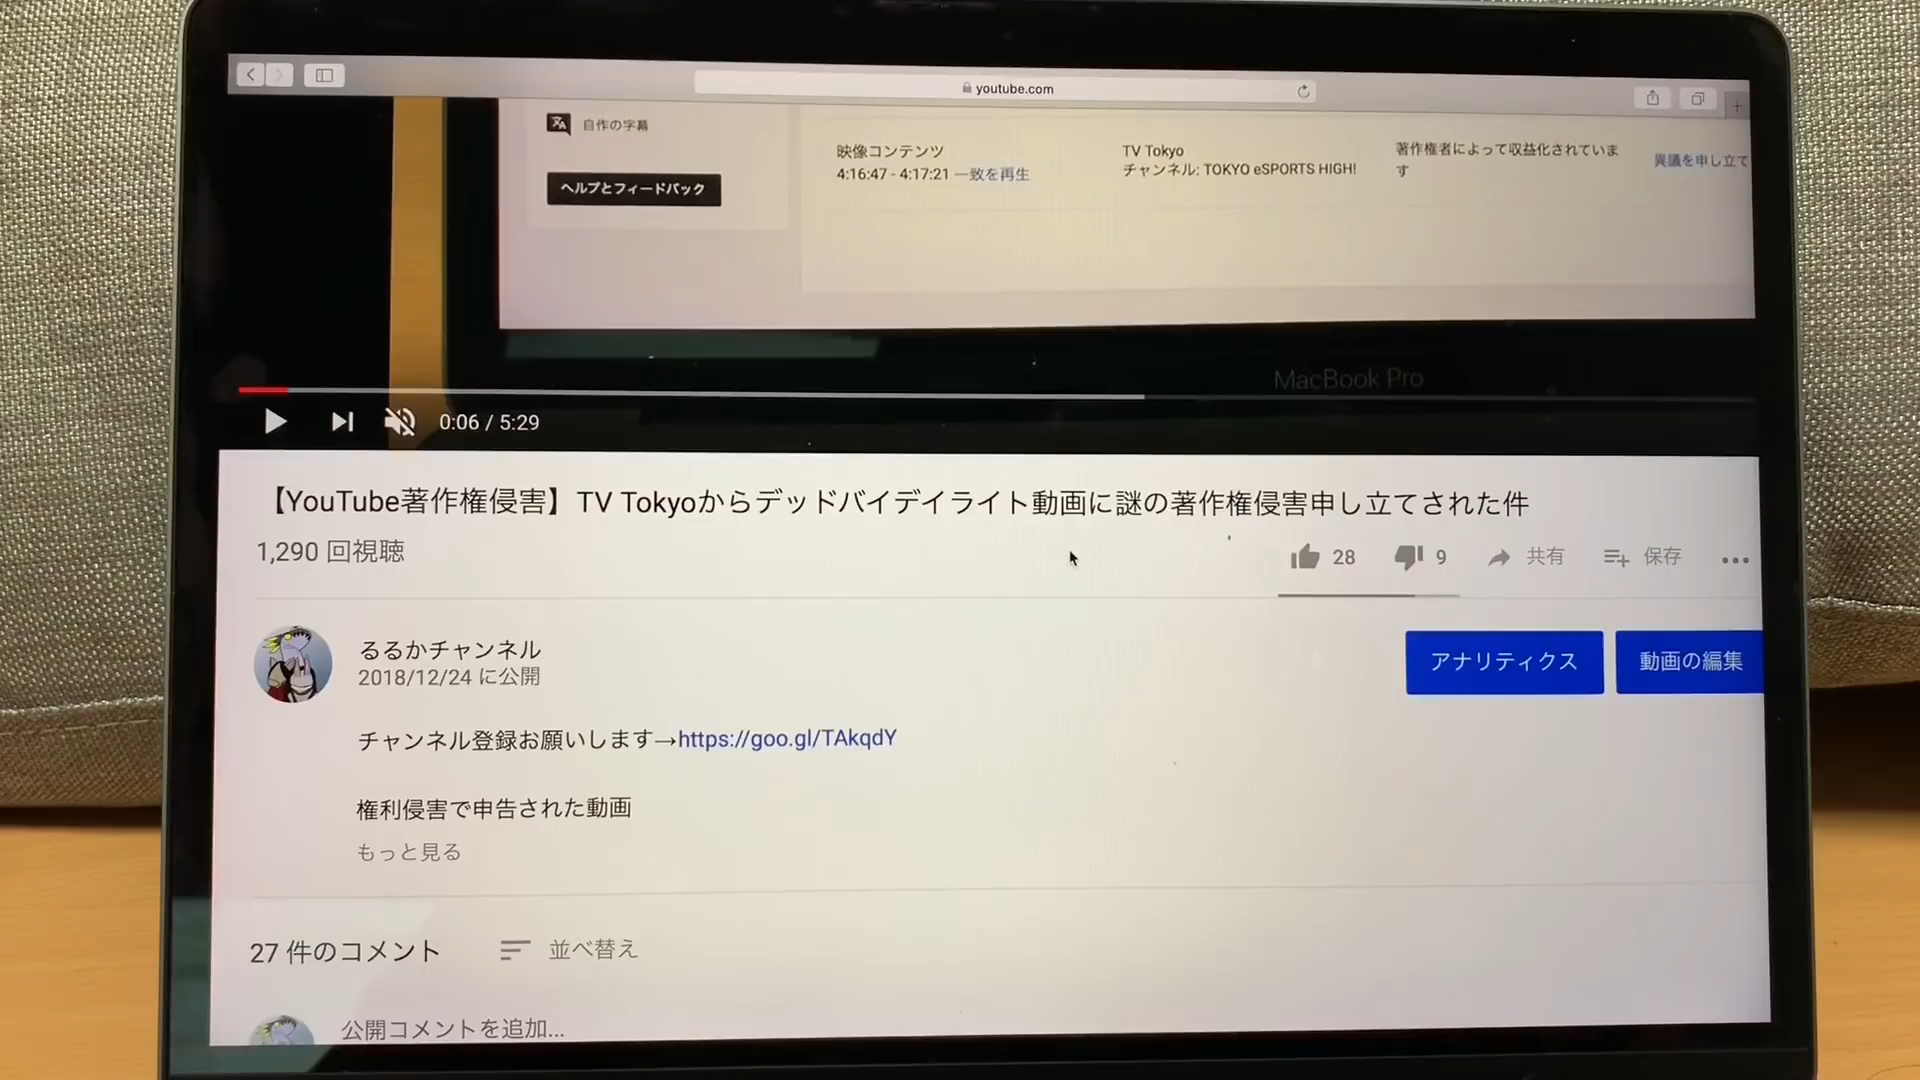 youtube.com
自作の字幕
ヘルプとフィードバック
映像コンテンツ
4:16:47 - 4:17:21 一致を再生
TV Tokyo
チャンネル: TOKYO eSPORTS HIGH!
著作権者によって収益化されていま
す
異議を申し立て
MacBook Pro
0:06 / 5:29
【YouTube著作権侵害】TV Tokyoからデッドバイデイライト動画に謎の著作権侵害申し立てされた件
1,290 回視聴
28
9
共有
保存
るるかチャンネル
2018/12/24 に公開
アナリティクス
動画の編集
チャンネル登録お願いします→https://goo.gl/TAkqdY
権利侵害で申告された動画
もっと見る
27 件のコメント
並べ替え
公開コメントを追加...